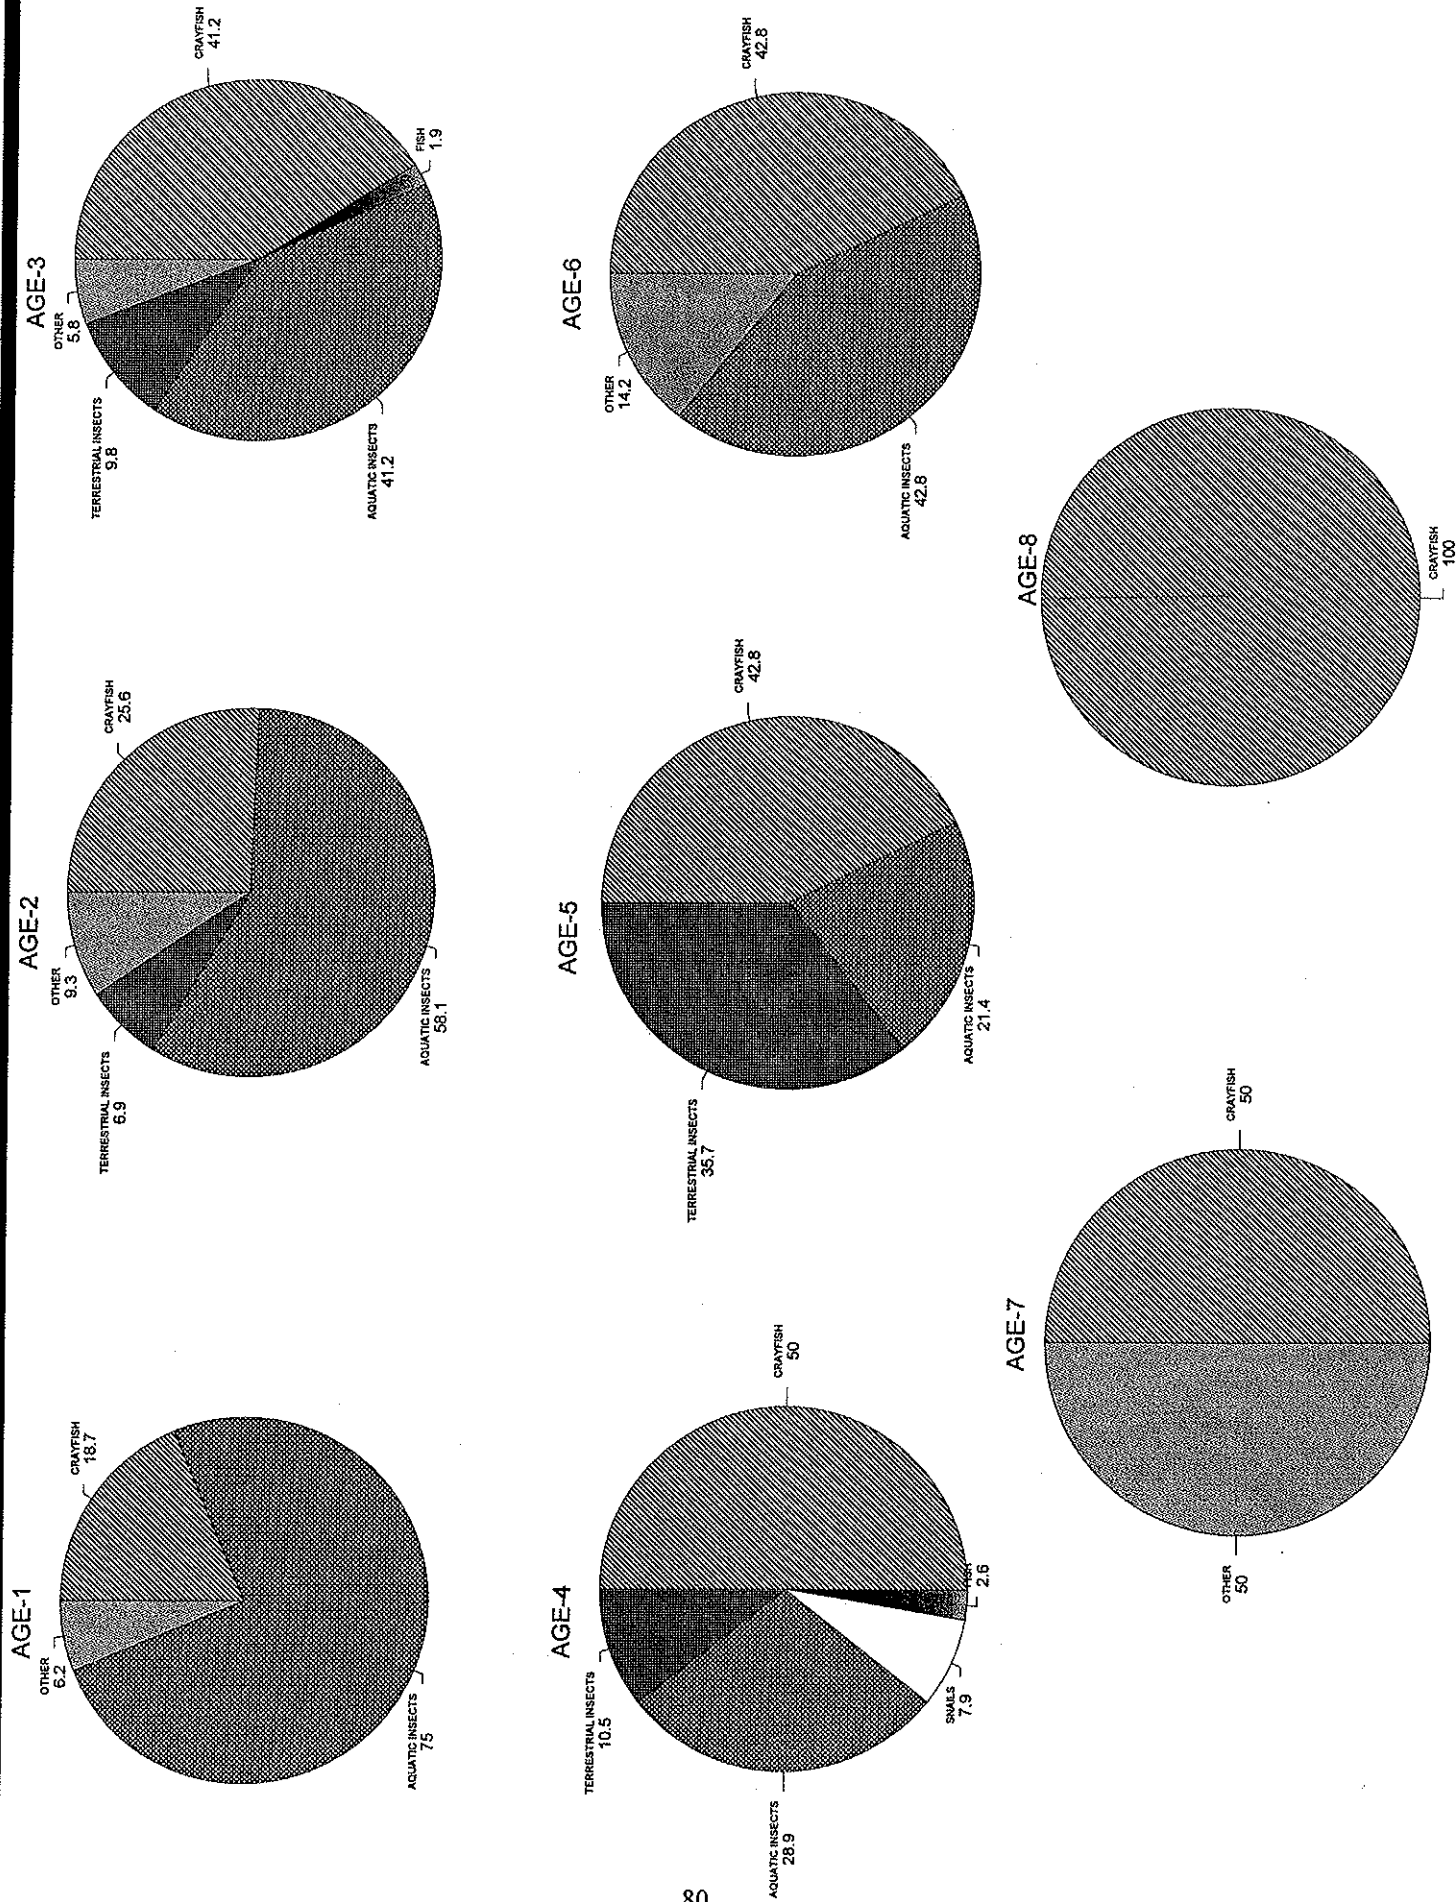 AGE-1
OTHER
6.2
CRAYFISH
18.7
AQUATIC INSECTS
75
AGE-2
OTHER
9.3
CRAYFISH
25.6
TERRESTRIAL INSECTS
6.9
AQUATIC INSECTS
58.1
AGE-3
OTHER
5.8
CRAYFISH
41.2
TERRESTRIAL INSECTS
9.8
FISH
1.9
AQUATIC INSECTS
41.2
AGE-4
TERRESTRIAL INSECTS
10.5
CRAYFISH
50
AQUATIC INSECTS
28.9
SNAILS
7.9
FISH
2.6
AGE-5
CRAYFISH
42.8
TERRESTRIAL INSECTS
35.7
AQUATIC INSECTS
21.4
AGE-6
OTHER
14.2
CRAYFISH
42.8
AQUATIC INSECTS
42.8
AGE-7
OTHER
50
CRAYFISH
50
AGE-8
CRAYFISH
100
80